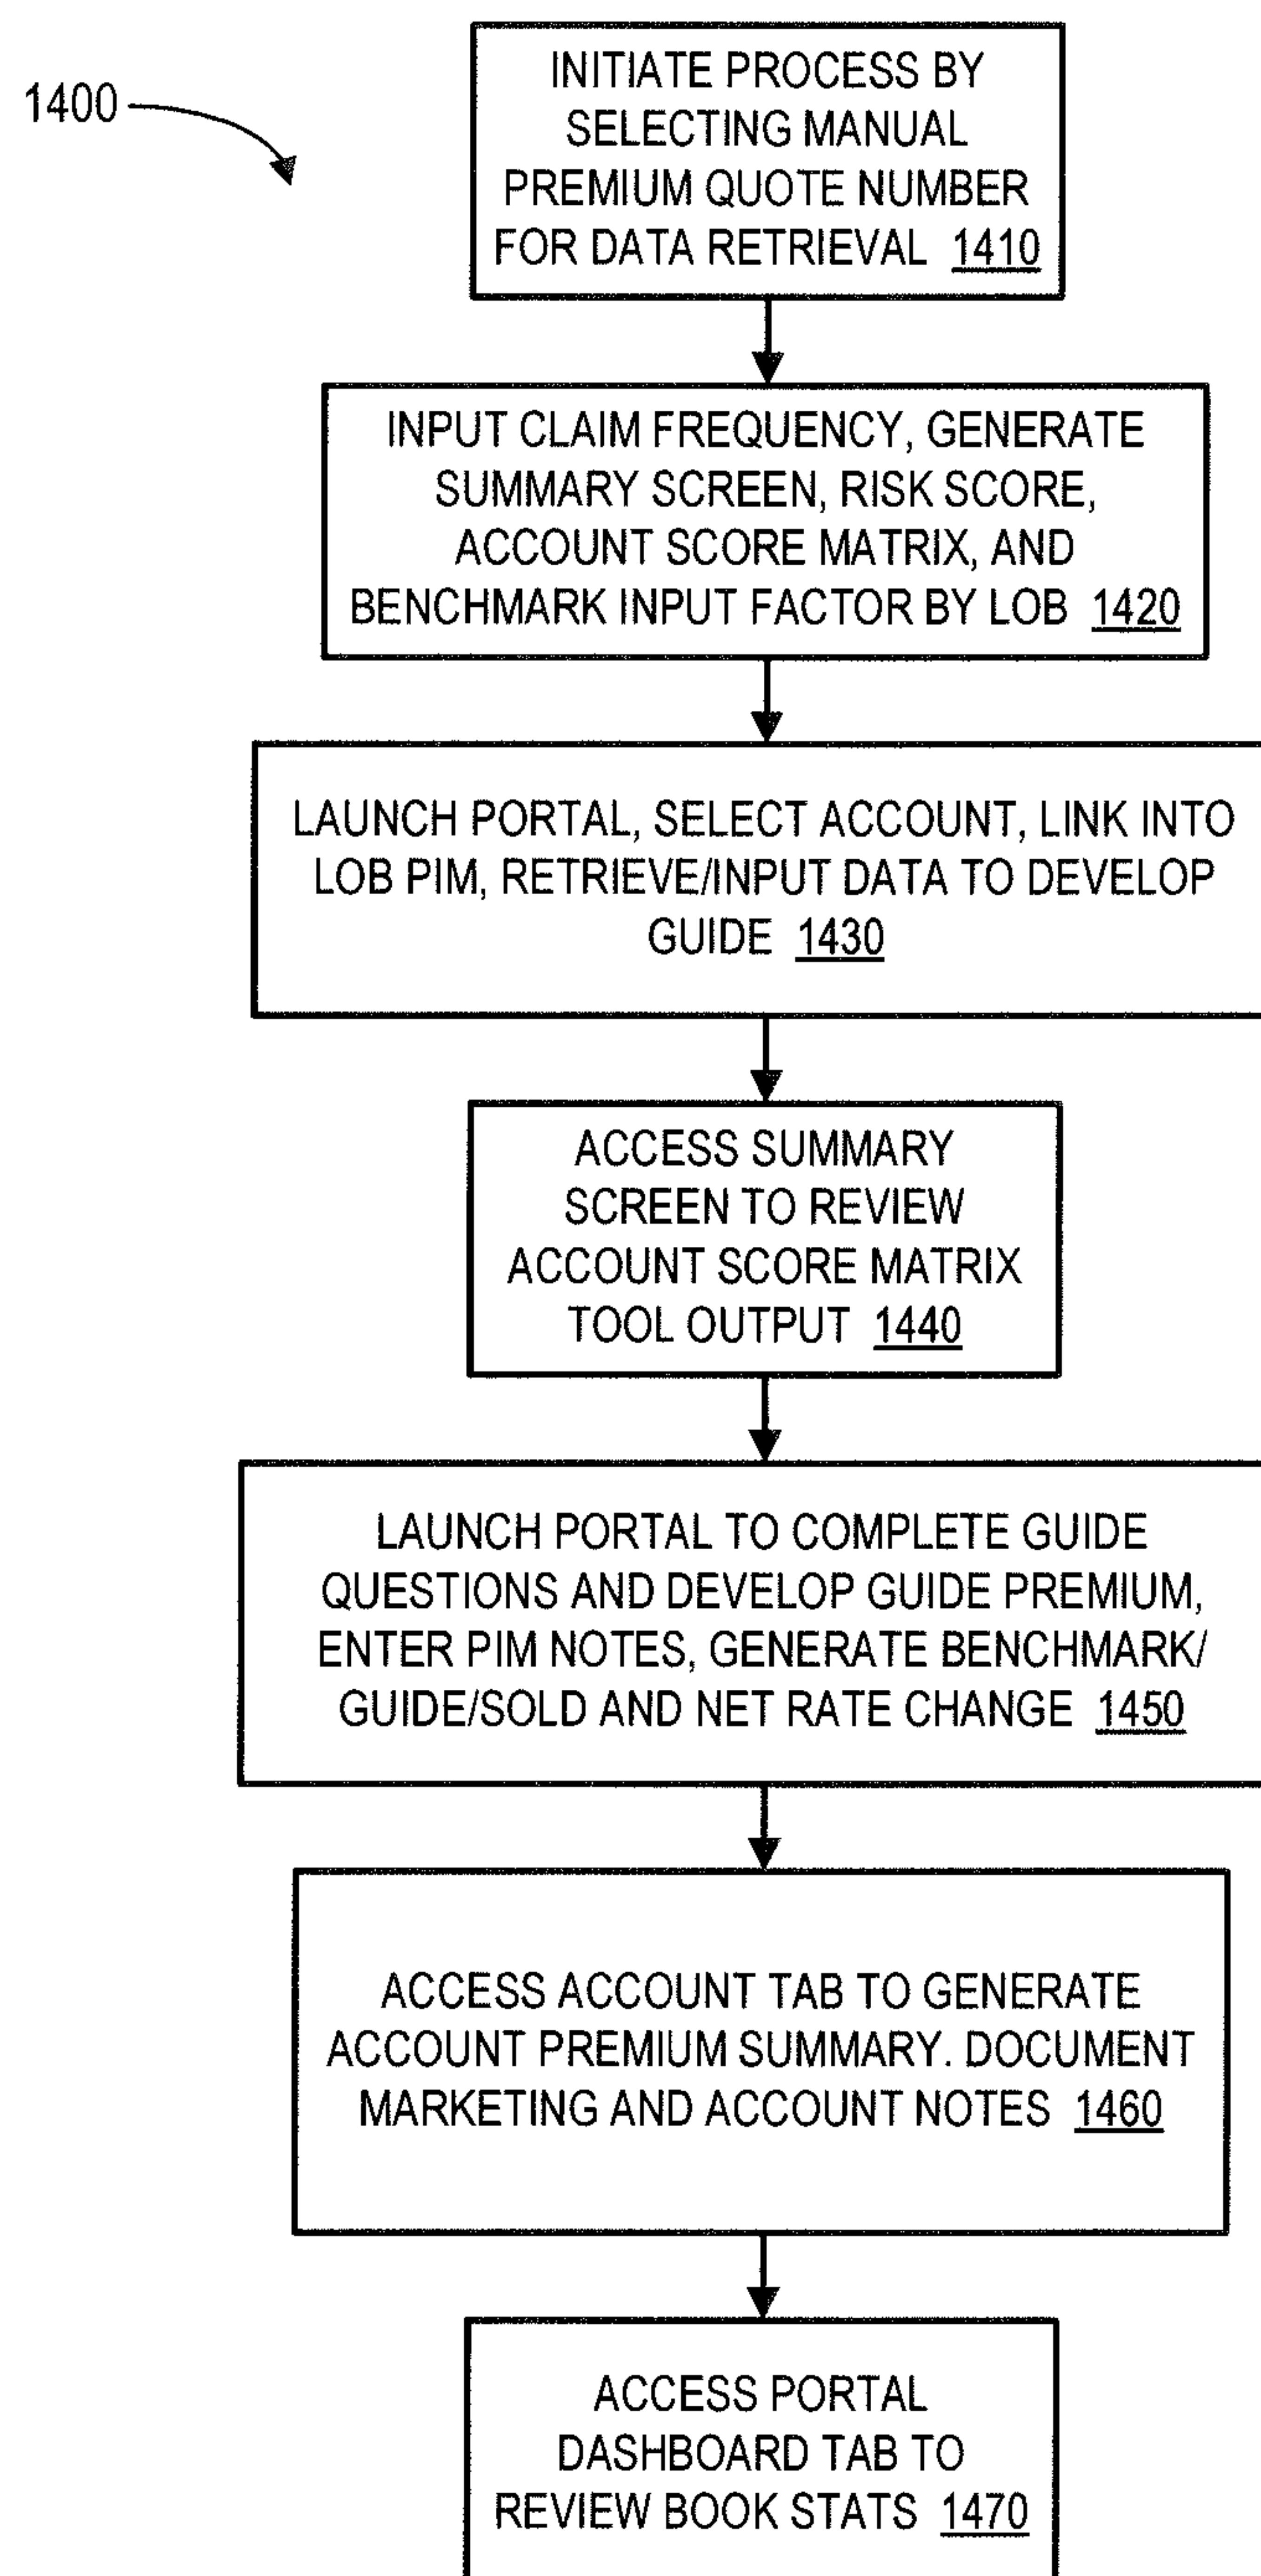 1400
INITIATE PROCESS BY
SELECTING MANUAL
PREMIUM QUOTE NUMBER
FOR DATA RETRIEVAL 1410
INPUT CLAIM FREQUENCY, GENERATE
SUMMARY SCREEN, RISK SCORE,
ACCOUNT SCORE MATRIX, AND
BENCHMARK INPUT FACTOR BY LOB 1420
LAUNCH PORTAL, SELECT ACCOUNT, LINK INTO
LOB PIM, RETRIEVE/INPUT DATA TO DEVELOP
GUIDE 1430
ACCESS SUMMARY
SCREEN TO REVIEW
ACCOUNT SCORE MATRIX
TOOL OUTPUT 1440
LAUNCH PORTAL TO COMPLETE GUIDE
QUESTIONS AND DEVELOP GUIDE PREMIUM,
ENTER PIM NOTES, GENERATE BENCHMARK/
GUIDE/SOLD AND NET RATE CHANGE 1450
ACCESS ACCOUNT TAB TO GENERATE
ACCOUNT PREMIUM SUMMARY. DOCUMENT
MARKETING AND ACCOUNT NOTES 1460
ACCESS PORTAL
DASHBOARD TAB TO
REVIEW BOOK STATS 1470